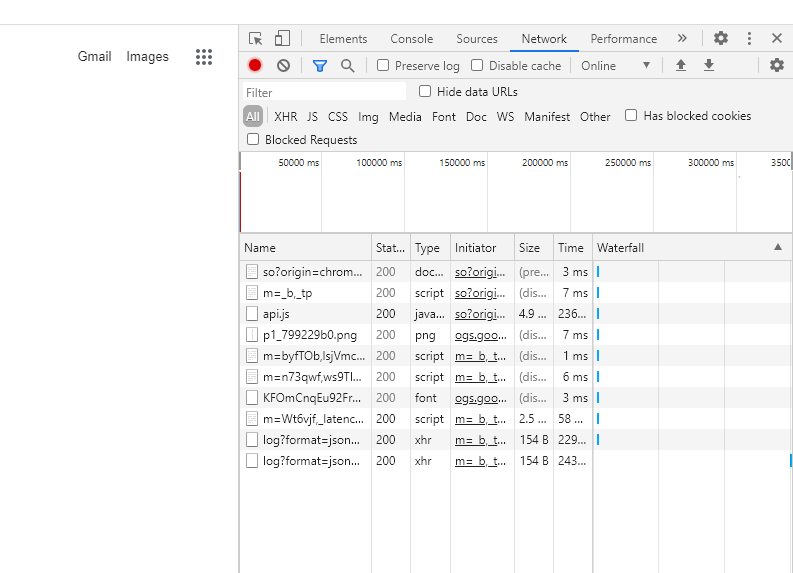 Gmail Images
Elements Console Sources Network Performance »
Preserve log Disable cache Online
Filter Hide data URLs
All XHR JS CSS Img Media Font Doc WS Manifest Other Has blocked cookies
Blocked Requests
50000 ms 100000 ms 150000 ms 200000 ms 250000 ms 300000 ms 3500
Name Stat... Type Initiator Size Time Waterfall
so?origin=chrom... 200 doc... so?origi... (pre... 3 ms
m=_b,_tp 200 script so?origi... (dis... 7 ms
api.js 200 java... so?origi... 4.9 ... 236...
p1_799229b0.png 200 png ogs.goo... (dis... 7 ms
m=byfTOb,lsjVmc... 200 script m=_b,_t... (dis... 1 ms
m=n73qwf,ws9Tl... 200 script m=_b,_t... (dis... 6 ms
KFOmCnqEu92Fr... 200 font ogs.goo... (dis... 3 ms
m=Wt6vjf,_latenc... 200 script m=_b,_t... 2.5 ... 58 ...
log?format=json... 200 xhr m=_b,_t... 154 B 229...
log?format=json... 200 xhr m=_b,_t... 154 B 243...